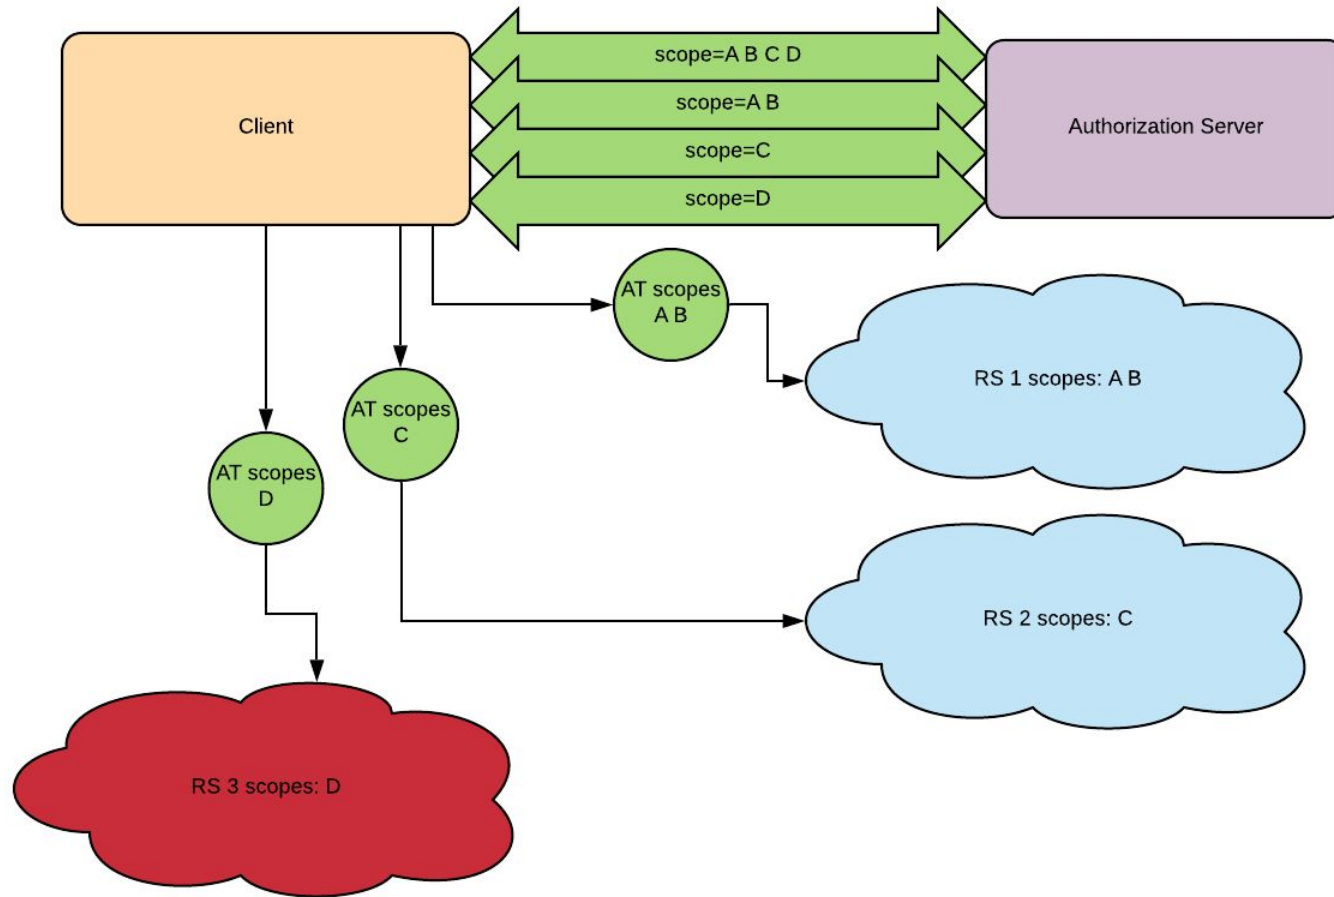 scope=A B C D
Client
scope=A B
Authorization Server
scope=C
scope=D
AT scopes
A B
RS 1 scopes: A B
AT scopes
C
AT scopes
D
RS 2 scopes: C
RS 3 scopes: D